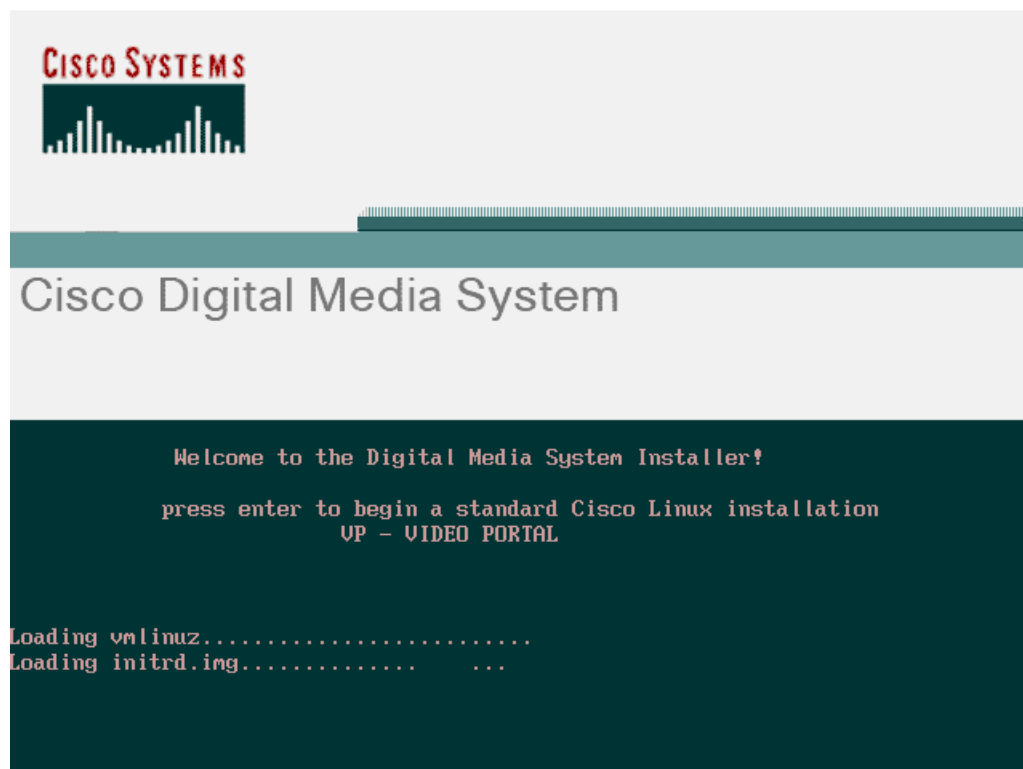 CISCO SYSTEMS
Cisco Digital Media System
Welcome to the Digital Media System Installer!
press enter to begin a standard Cisco Linux installation
VP - VIDEO PORTAL
Loading vmlinuz..........................
Loading initrd.img..............    ...